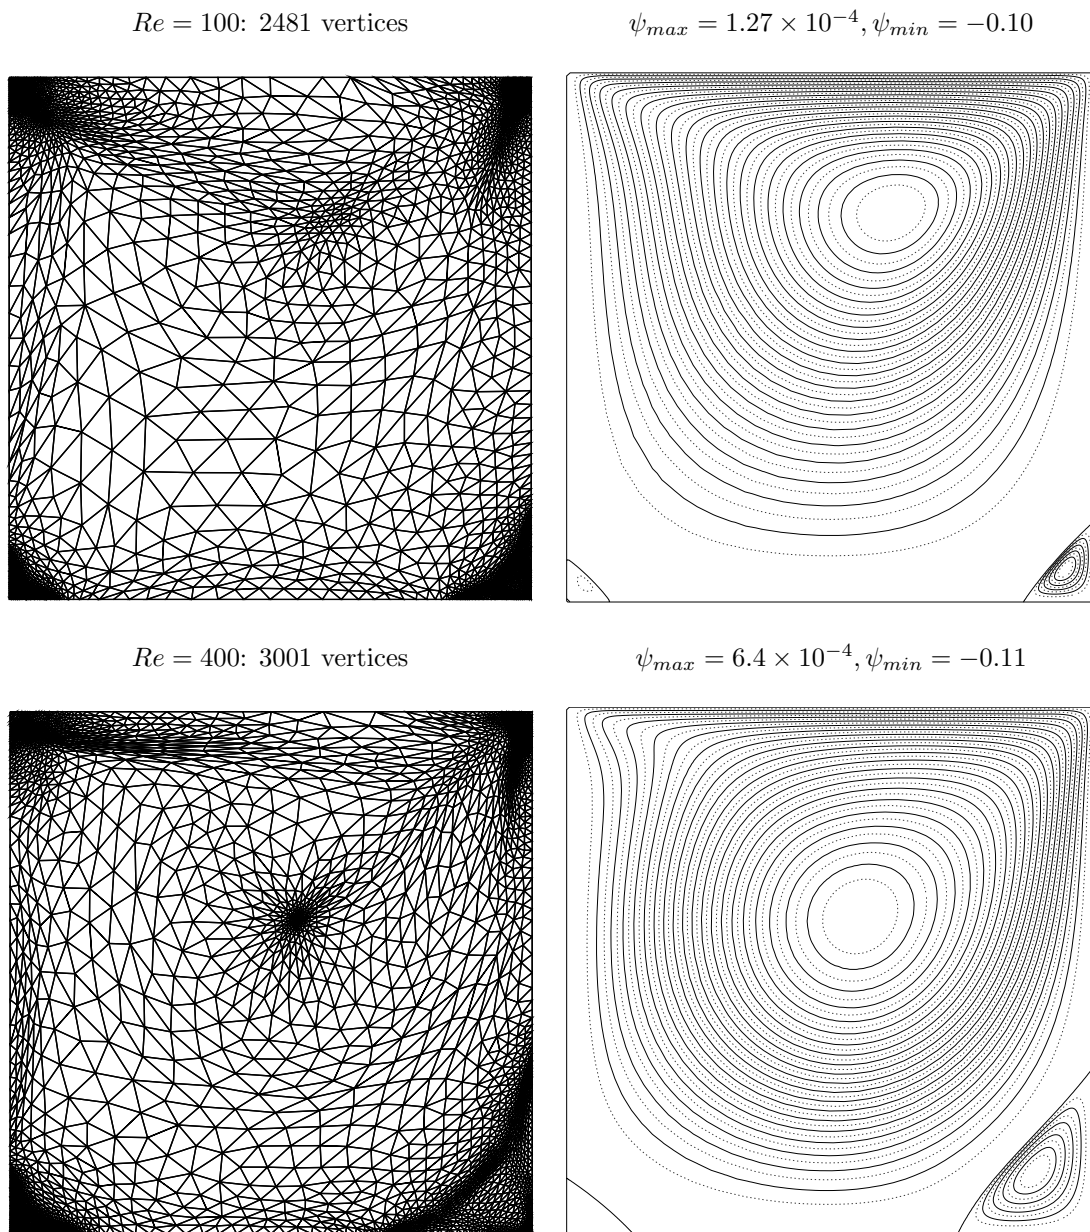 Re = 100: 2481 vertices
ψ_max = 1.27 × 10⁻⁴, ψ_min = −0.10
Re = 400: 3001 vertices
ψ_max = 6.4 × 10⁻⁴, ψ_min = −0.11